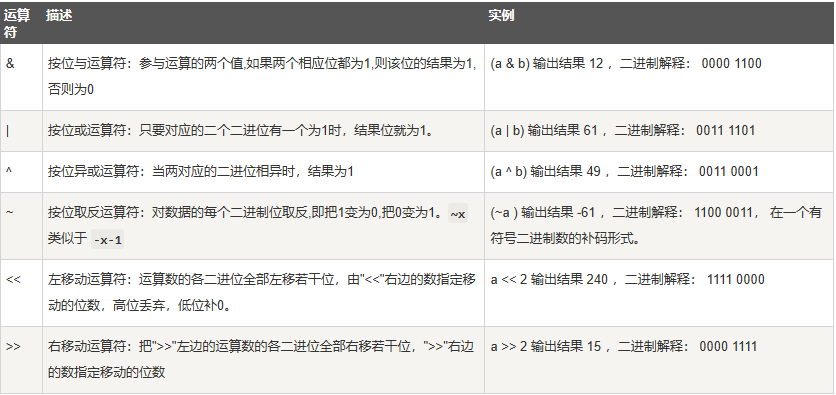 运算符 描述 实例
& 按位与运算符：参与运算的两个值,如果两个相应位都为1,则该位的结果为1,否则为0 (a & b) 输出结果 12 ，二进制解释： 0000 1100
| 按位或运算符：只要对应的二个二进位有一个为1时，结果位就为1。 (a | b) 输出结果 61 ，二进制解释： 0011 1101
^ 按位异或运算符：当两对应的二进位相异时，结果为1 (a ^ b) 输出结果 49 ，二进制解释： 0011 0001
~ 按位取反运算符：对数据的每个二进制位取反,即把1变为0,把0变为1。~x 类似于 -x-1 (~a ) 输出结果 -61 ，二进制解释： 1100 0011， 在一个有符号二进制数的补码形式。
<< 左移动运算符：运算数的各二进位全部左移若干位，由"<<"右边的数指定移动的位数，高位丢弃，低位补0。 a << 2 输出结果 240 ，二进制解释： 1111 0000
>> 右移动运算符：把">>"左边的运算数的各二进位全部右移若干位，">>"右边的数指定移动的位数 a >> 2 输出结果 15 ，二进制解释： 0000 1111